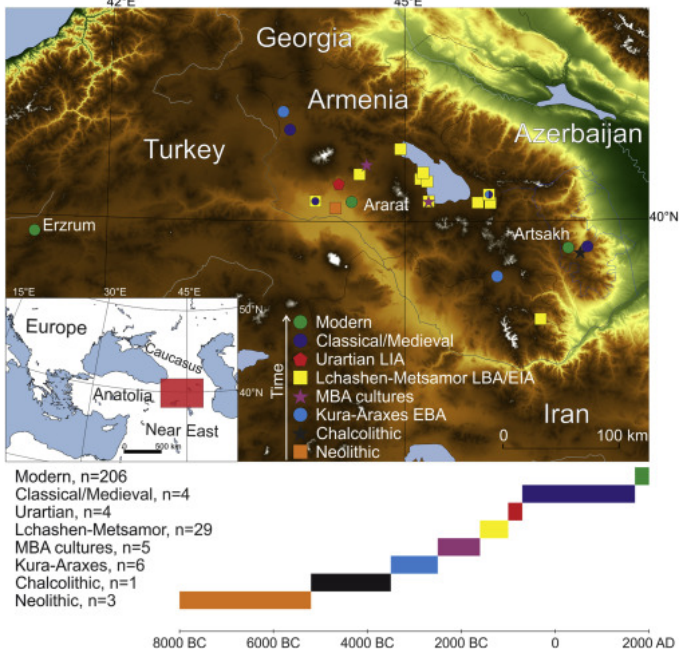 42°E
45°E
Georgia
Armenia
Azerbaijan
Turkey
Ararat
40°N
Erzrum
Artsakh
15°E
30°E
45°E
50°N
Europe
Caucasus
Anatolia
40°N
Near East
0 500 km
Time
Modern
Classical/Medieval
Urartian LIA
Lchashen-Metsamor LBA/EIA
MBA cultures
Kura-Araxes EBA
Chalcolithic
Neolithic
Iran
0 100 km
Modern, n=206
Classical/Medieval, n=4
Urartian, n=4
Lchashen-Metsamor, n=29
MBA cultures, n=5
Kura-Araxes, n=6
Chalcolithic, n=1
Neolithic, n=3
8000 BC 6000 BC 4000 BC 2000 BC 0 2000 AD